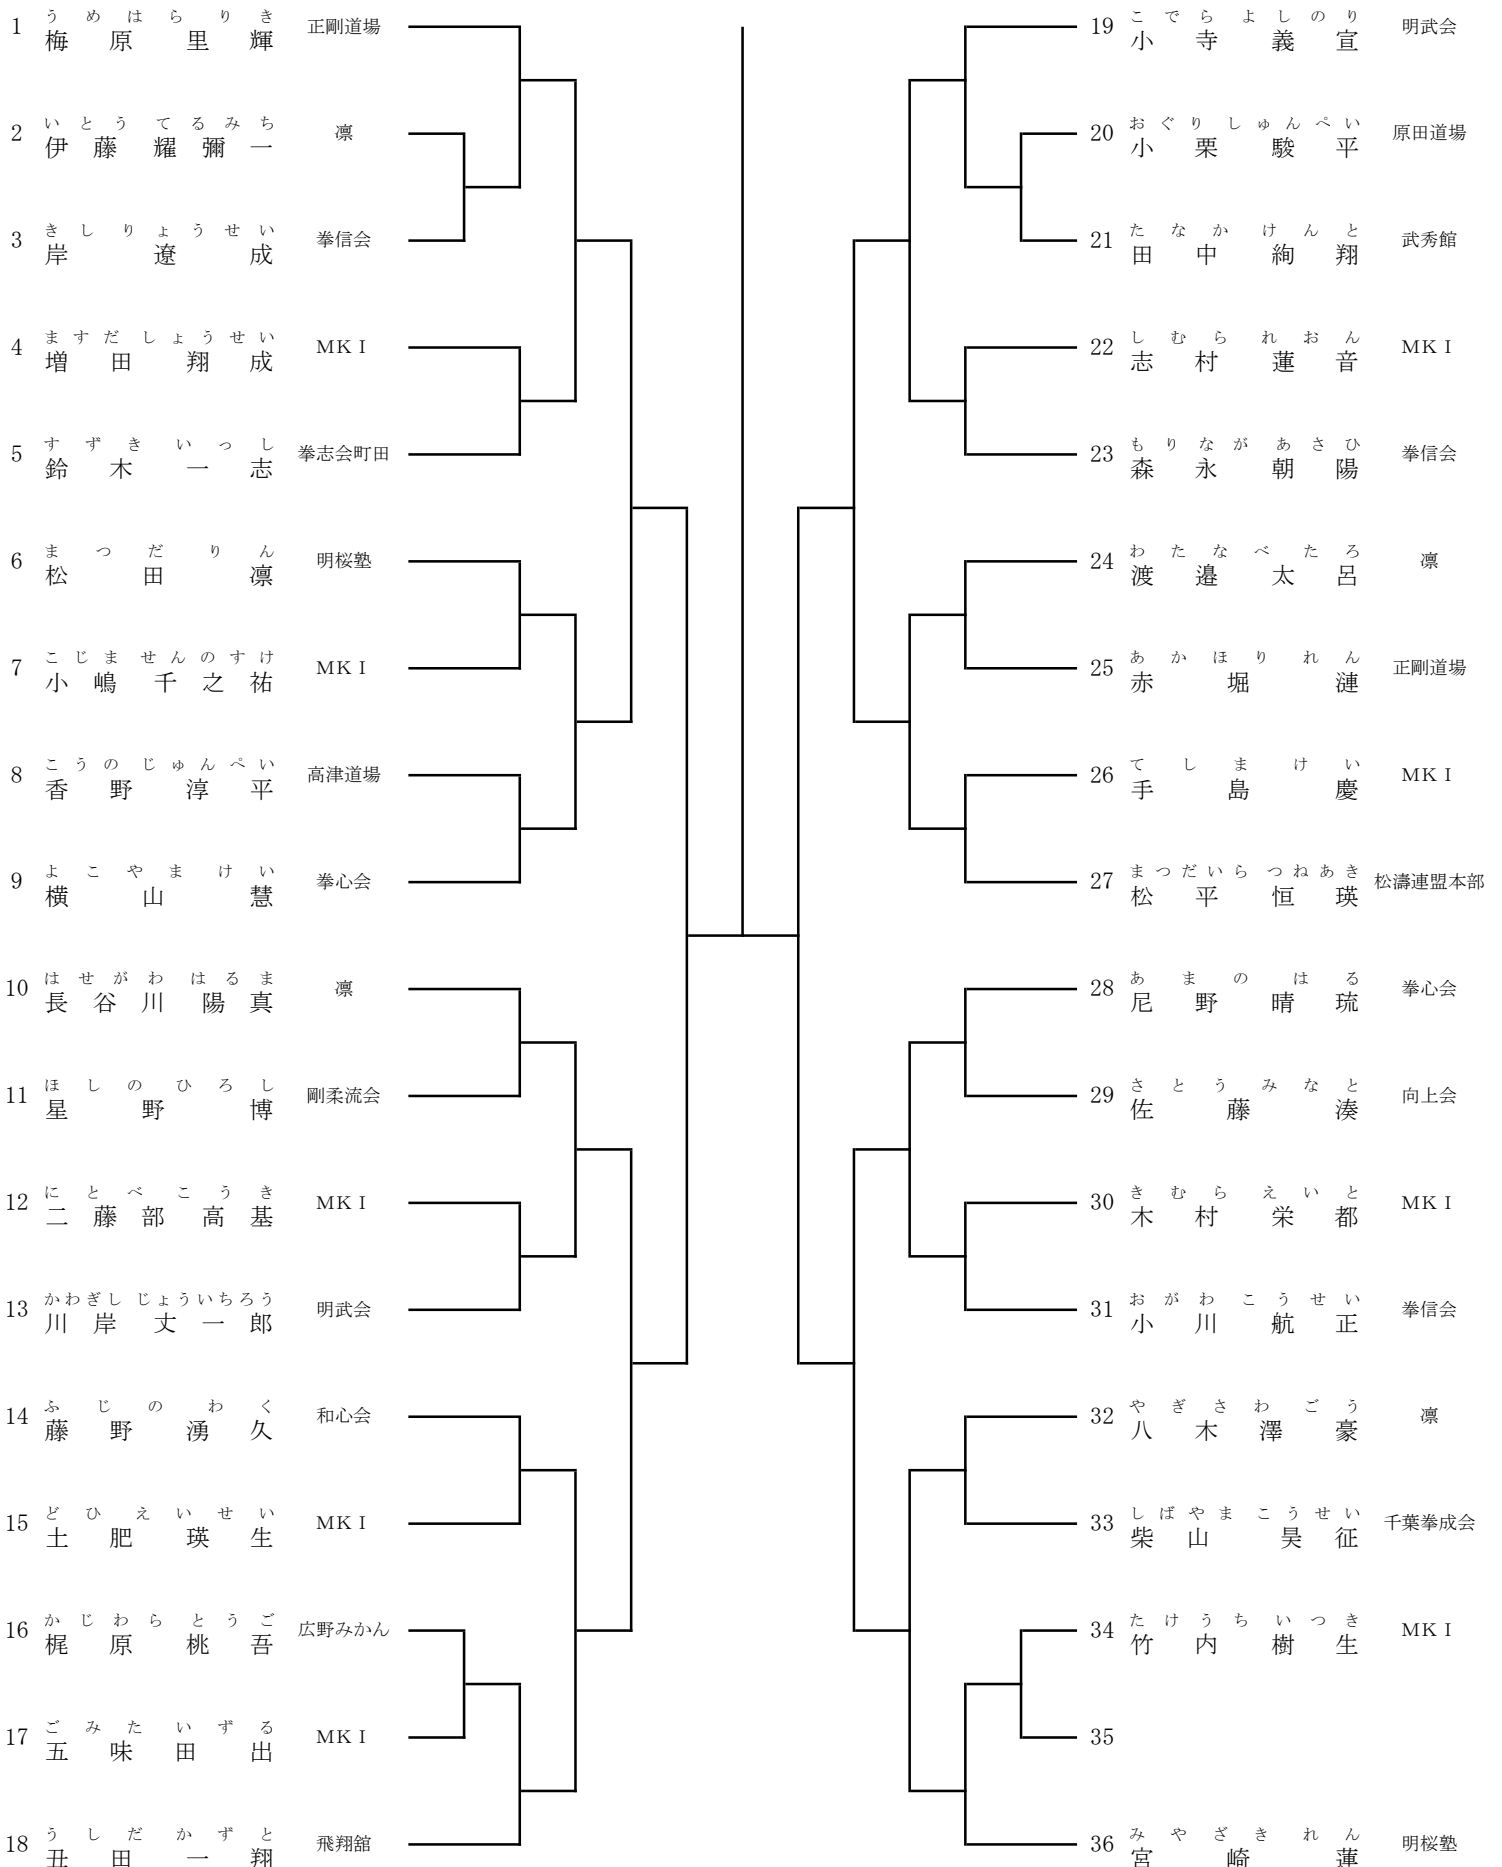 うめはらりき
1 梅原里輝 正剛道場
いとうてるみち
2 伊藤耀彌一 凛
きしりょうせい
3 岸遼成 拳信会
ますだしょうせい
4 増田翔成 MKI
すずきいっし
5 鈴木一志 拳志会町田
まつだりん
6 松田凛 明桜塾
こじませんのすけ
7 小嶋千之祐 MKI
こうのじゅんぺい
8 香野淳平 高津道場
よこやまけい
9 横山慧 拳心会
はせがわはるま
10 長谷川陽真 凛
ほしのひろし
11 星野博 剛柔流会
にとべこうき
12 二藤部高基 MKI
かわぎしじょういちろう
13 川岸丈一郎 明武会
ふじのわく
14 藤野湧久 和心会
どひえいせい
15 土肥瑛生 MKI
かじわらとうご
16 梶原桃吾 広野みかん
ごみたいずる
17 五味田出 MKI
うしだかずと
18 丑田一翔 飛翔舘
こでらよしのり
19 小寺義宣 明武会
おぐりしゅんぺい
20 小栗駿平 原田道場
たなかけんと
21 田中絢翔 武秀館
しむられおん
22 志村蓮音 MKI
もりながあさひ
23 森永朝陽 拳信会
わたなべたろ
24 渡邉太呂 凛
あかほりれん
25 赤堀漣 正剛道場
てしまけい
26 手島慶 MKI
まつだいらつねあき
27 松平恒瑛 松濤連盟本部
あまのはる
28 尼野晴琉 拳心会
さとうみなと
29 佐藤湊 向上会
きむらえいと
30 木村栄都 MKI
おがわこうせい
31 小川航正 拳信会
やぎさわごう
32 八木澤豪 凛
しばやまこうせい
33 柴山昊征 千葉拳成会
たけうちいつき
34 竹内樹生 MKI
35
みやざきれん
36 宮崎蓮 明桜塾